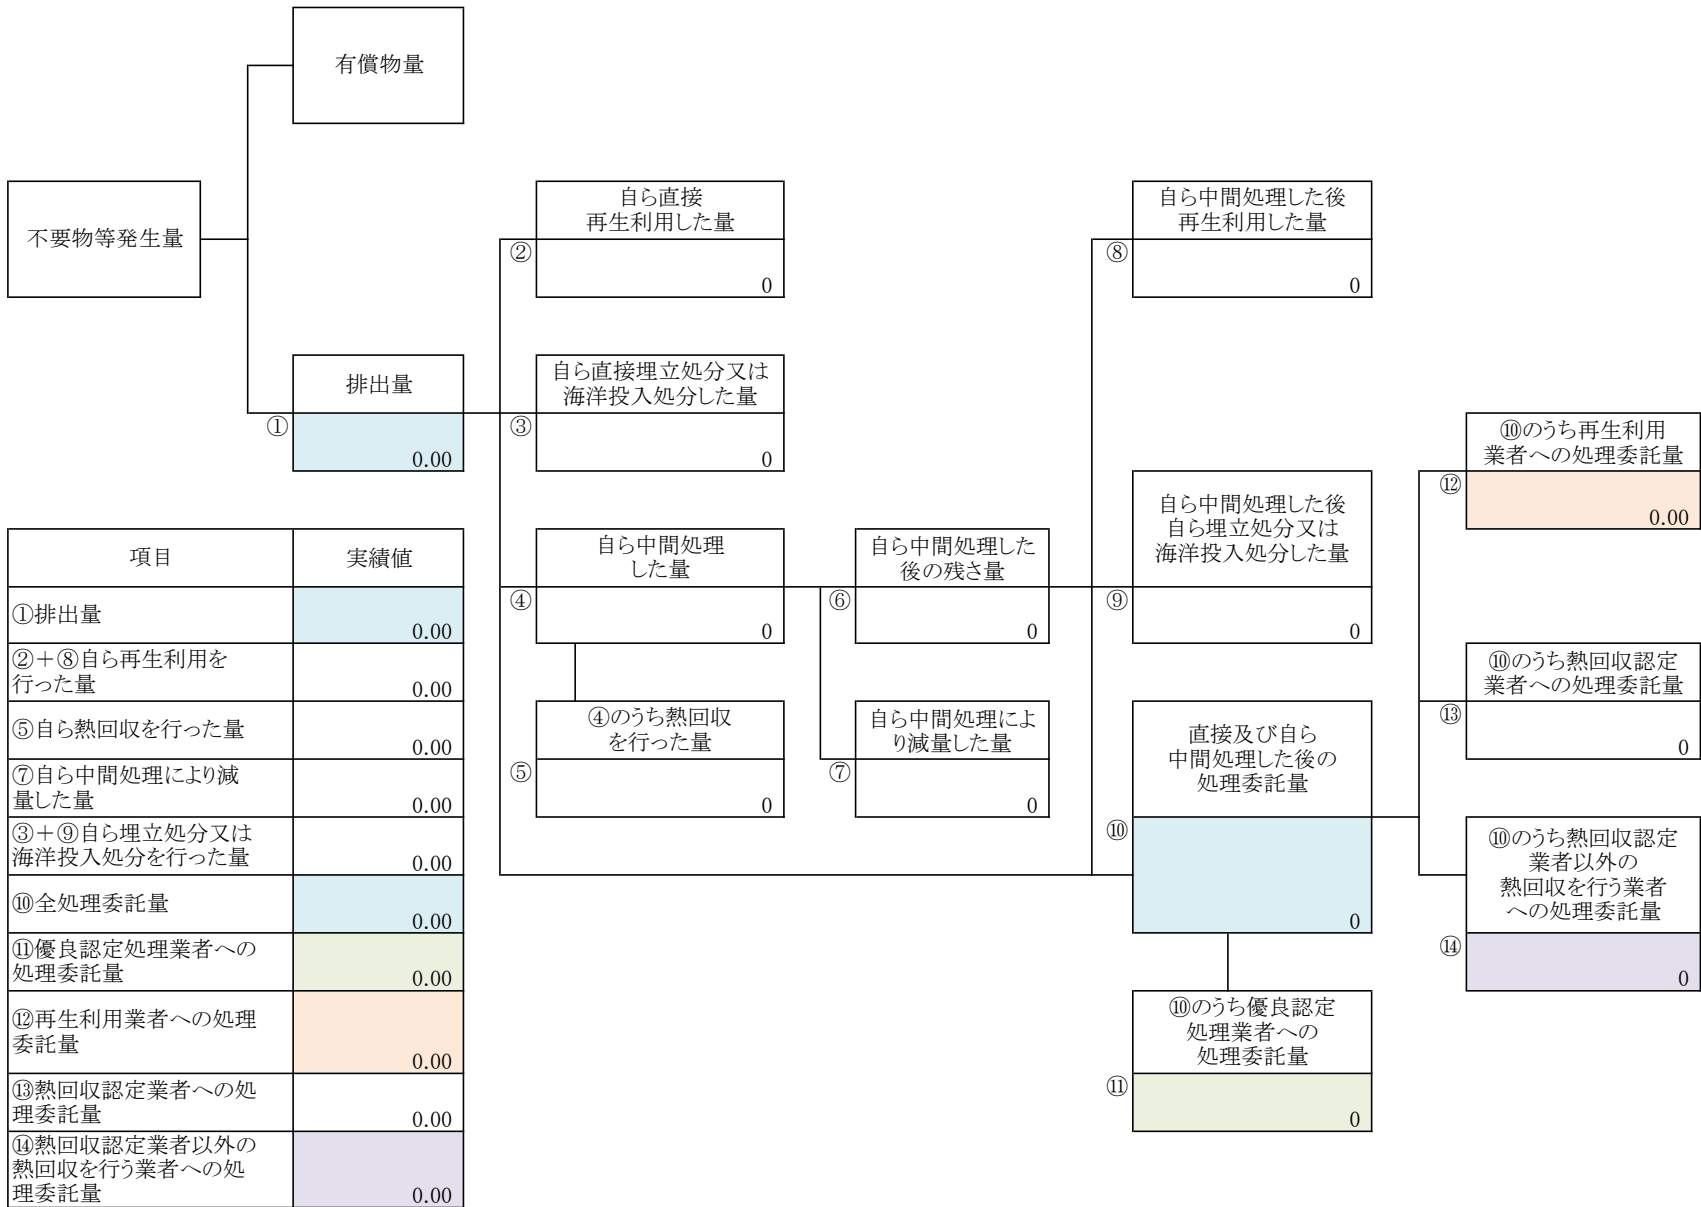 有償物量
不要物等発生量
自ら直接
再生利用した量
②
0
自ら中間処理した後
再生利用した量
⑧
0
排出量
①
0.00
自ら直接埋立処分又は
海洋投入処分した量
③
0
⑩のうち再生利用
業者への処理委託量
⑫
0.00
自ら中間処理
した量
④
0
自ら中間処理した
後の残さ量
⑥
0
自ら中間処理した後
自ら埋立処分又は
海洋投入処分した量
⑨
0
⑩のうち熱回収認定
業者への処理委託量
⑬
0
④のうち熱回収
を行った量
⑤
0
自ら中間処理によ
り減量した量
⑦
0
直接及び自ら
中間処理した後の
処理委託量
⑩
0
⑩のうち熱回収認定
業者以外の
熱回収を行う業者
への処理委託量
⑭
0
⑩のうち優良認定
処理業者への
処理委託量
⑪
0
項目 実績値
①排出量
0.00
②＋⑧自ら再生利用を
行った量
0.00
⑤自ら熱回収を行った量
0.00
⑦自ら中間処理により減
量した量
0.00
③＋⑨自ら埋立処分又は
海洋投入処分を行った量
0.00
⑩全処理委託量
0.00
⑪優良認定処理業者への
処理委託量
0.00
⑫再生利用業者への処理
委託量
0.00
⑬熱回収認定業者への処
理委託量
0.00
⑭熱回収認定業者以外の
熱回収を行う業者への処
理委託量
0.00